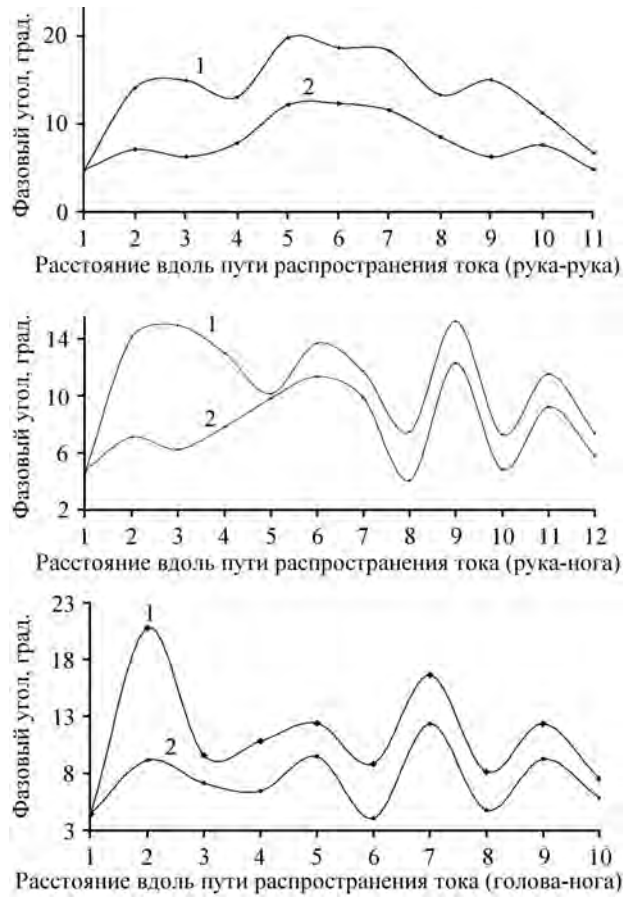 Фазовый угол, град.
20
10
0
1
2
1 2 3 4 5 6 7 8 9 10 11
Расстояние вдоль пути распространения тока (рука-рука)
Фазовый угол, град.
14
10
6
2
1
2
1 2 3 4 5 6 7 8 9 10 11 12
Расстояние вдоль пути распространения тока (рука-нога)
Фазовый угол, град.
23
18
13
8
3
1
2
1 2 3 4 5 6 7 8 9 10
Расстояние вдоль пути распространения тока (голова-нога)